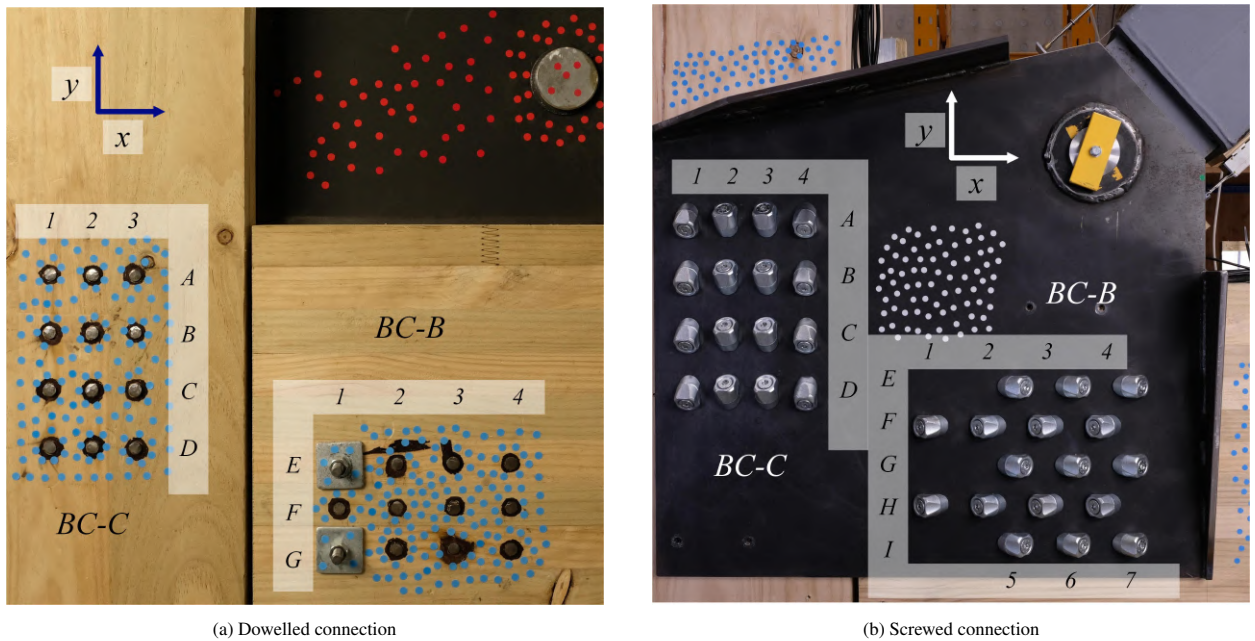 y
x
1 2 3
A
B
C
D
BC-B
1 2 3 4
E
F
G
BC-C
(a) Dowelled connection
y
x
1 2 3 4
A
B
C
D
BC-B
BC-C
1 2 3 4
E
F
G
H
I
5 6 7
(b) Screwed connection